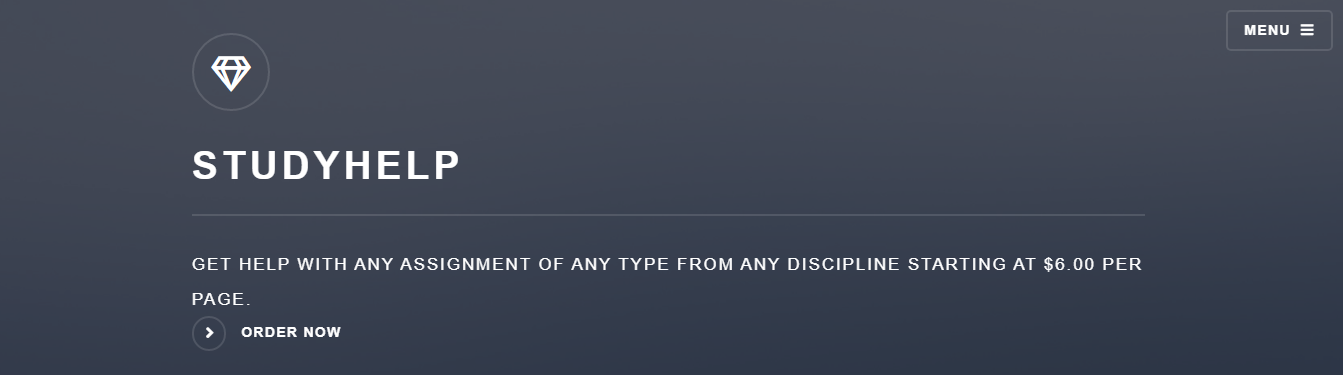 MENU
STUDYHELP
GET HELP WITH ANY ASSIGNMENT OF ANY TYPE FROM ANY DISCIPLINE STARTING AT $6.00 PER
PAGE.
ORDER NOW